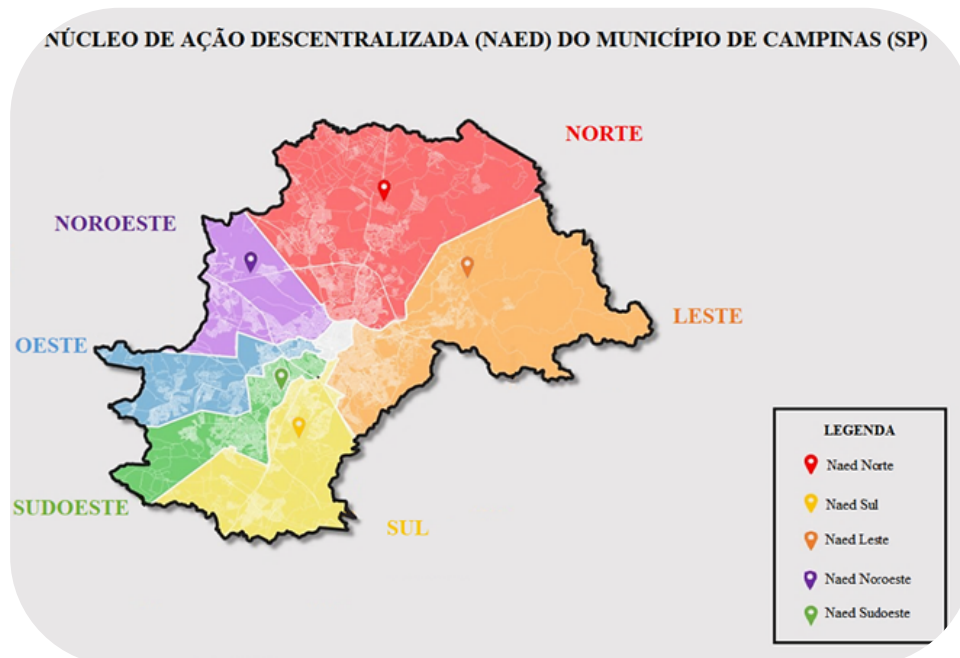 NÚCLEO DE AÇÃO DESCENTRALIZADA (NAED) DO MUNICÍPIO DE CAMPINAS (SP)
NORTE
NOROESTE
LESTE
OESTE
SUDOESTE
SUL
LEGENDA
Naed Norte
Naed Sul
Naed Leste
Naed Noroeste
Naed Sudoeste